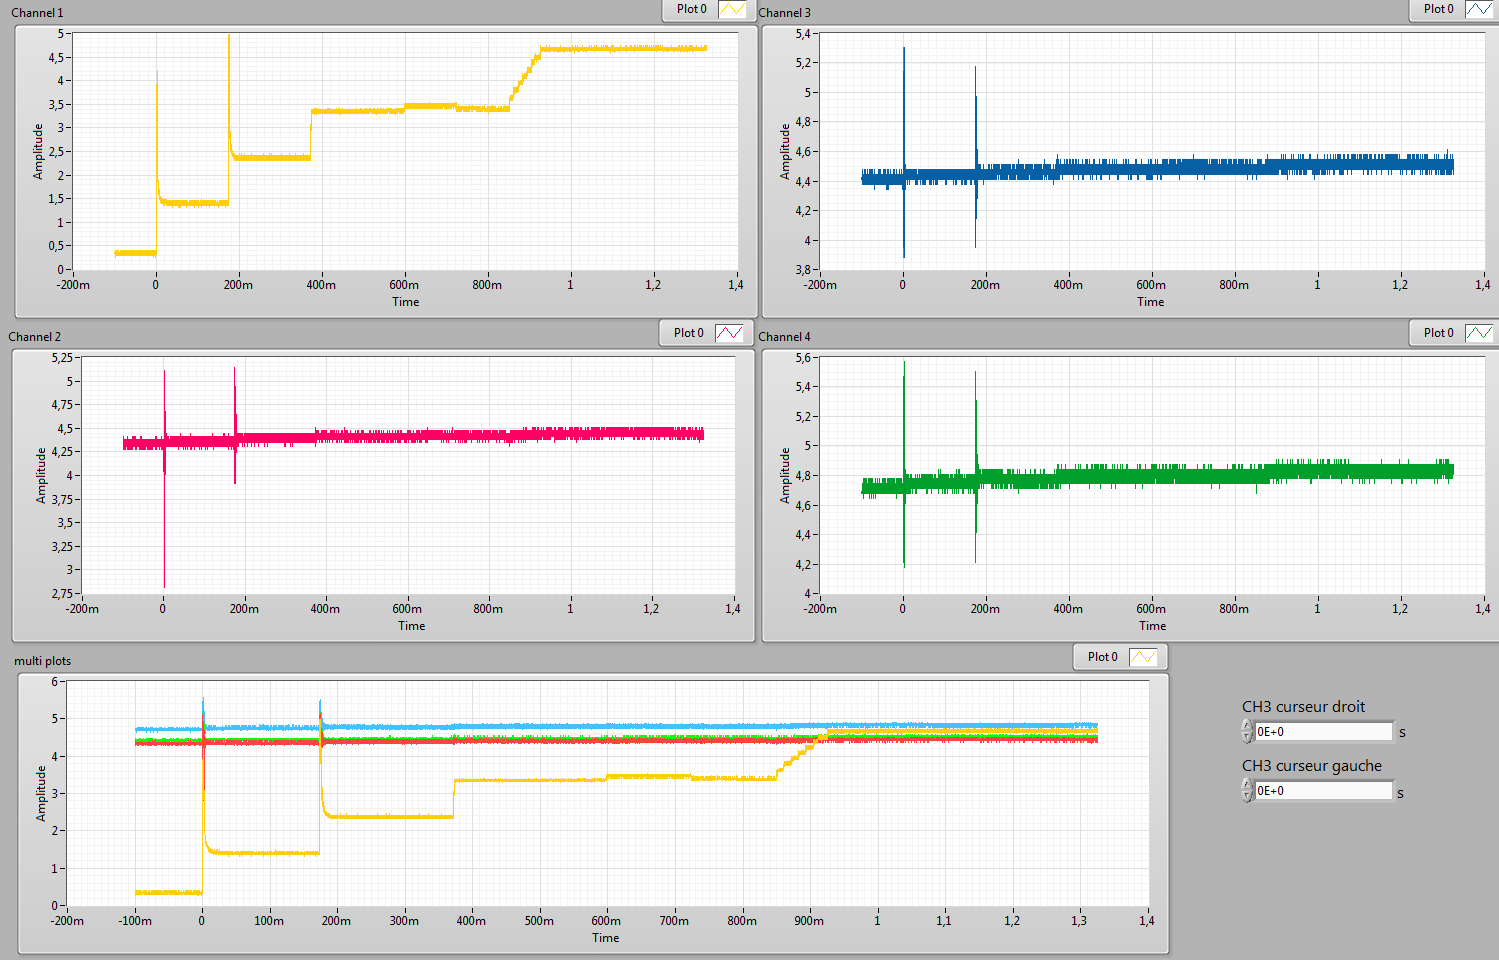 Channel 1
Plot 0
Amplitude
5
4,5
4
3,5
3
2,5
2
1,5
1
0,5
0
-200m 0 200m 400m 600m 800m 1 1,2 1,4
Time
Channel 3
Plot 0
Amplitude
5,4
5,2
5
4,8
4,6
4,4
4,2
4
3,8
-200m 0 200m 400m 600m 800m 1 1,2 1,4
Time
Channel 2
Plot 0
Amplitude
5,25
5
4,75
4,5
4,25
4
3,75
3,5
3,25
3
2,75
-200m 0 200m 400m 600m 800m 1 1,2 1,4
Time
Channel 4
Plot 0
Amplitude
5,6
5,4
5,2
5
4,8
4,6
4,4
4,2
4
-200m 0 200m 400m 600m 800m 1 1,2 1,4
Time
multi plots
Plot 0
Amplitude
6
5
4
3
2
1
0
-200m -100m 0 100m 200m 300m 400m 500m 600m 700m 800m 900m 1 1,1 1,2 1,3 1,4
Time
CH3 curseur droit
0E+0 s
CH3 curseur gauche
0E+0 s